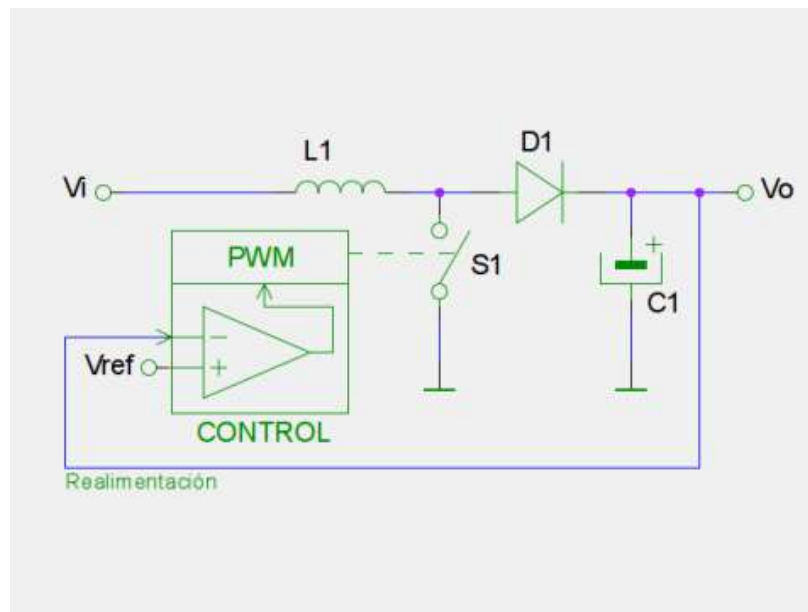 L1
D1
Vi
Vo
PWM
S1
+
C1
−
Vref
+
CONTROL
Realimentación